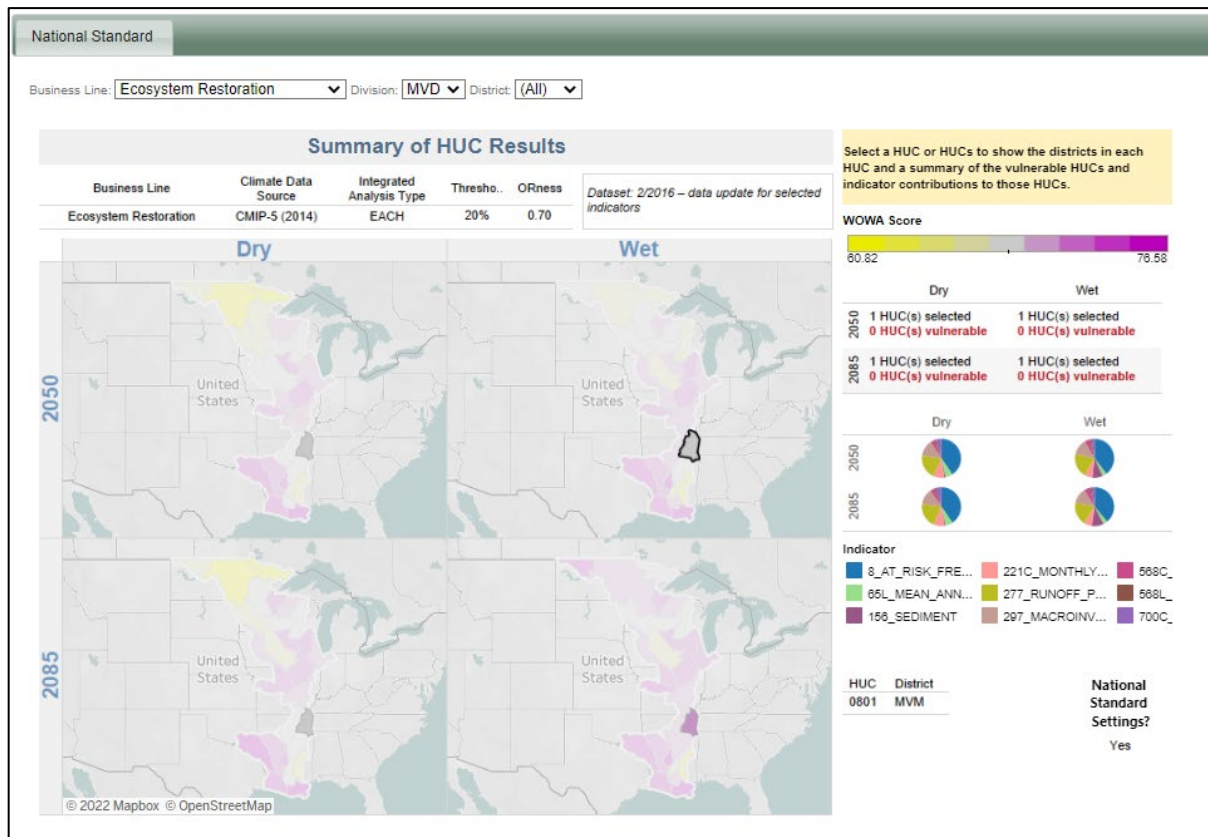 National Standard
Business Line: Ecosystem Restoration Division: MVD District: (All)
Summary of HUC Results
Business Line Climate Data Source Integrated Analysis Type Thresho.. ORness
Ecosystem Restoration CMIP-5 (2014) EACH 20% 0.70
Dataset: 2/2016 – data update for selected
indicators
Dry Wet
2050
United
States
United
States
2085
United
States
United
States
© 2022 Mapbox © OpenStreetMap
Select a HUC or HUCs to show the districts in each
HUC and a summary of the vulnerable HUCs and
indicator contributions to those HUCs.
WOWA Score
60.82 76.58
Dry Wet
2050
1 HUC(s) selected 1 HUC(s) selected
0 HUC(s) vulnerable 0 HUC(s) vulnerable
2085
1 HUC(s) selected 1 HUC(s) selected
0 HUC(s) vulnerable 0 HUC(s) vulnerable
Dry Wet
2050
2085
Indicator
8_AT_RISK_FRE... 221C_MONTHLY... 568C_
65L_MEAN_ANN... 277_RUNOFF_P... 568L_
156_SEDIMENT 297_MACROINV... 700C_
HUC District
0801 MVM
National
Standard
Settings?
Yes